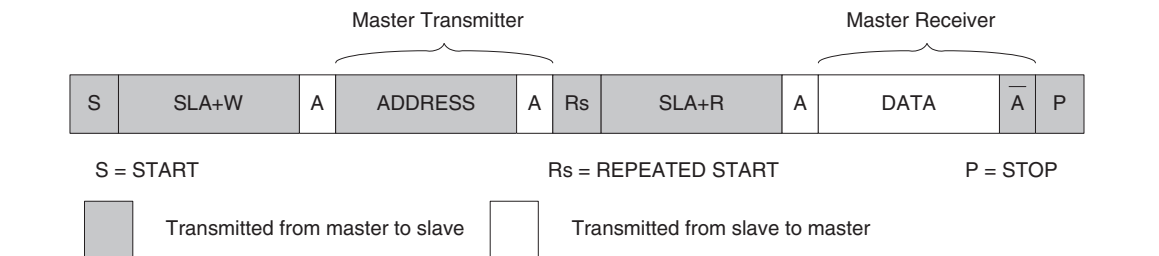 Master Transmitter Master Receiver
S SLA+W A ADDRESS A Rs SLA+R A DATA A̅ P
S = START Rs = REPEATED START P = STOP
Transmitted from master to slave Transmitted from slave to master